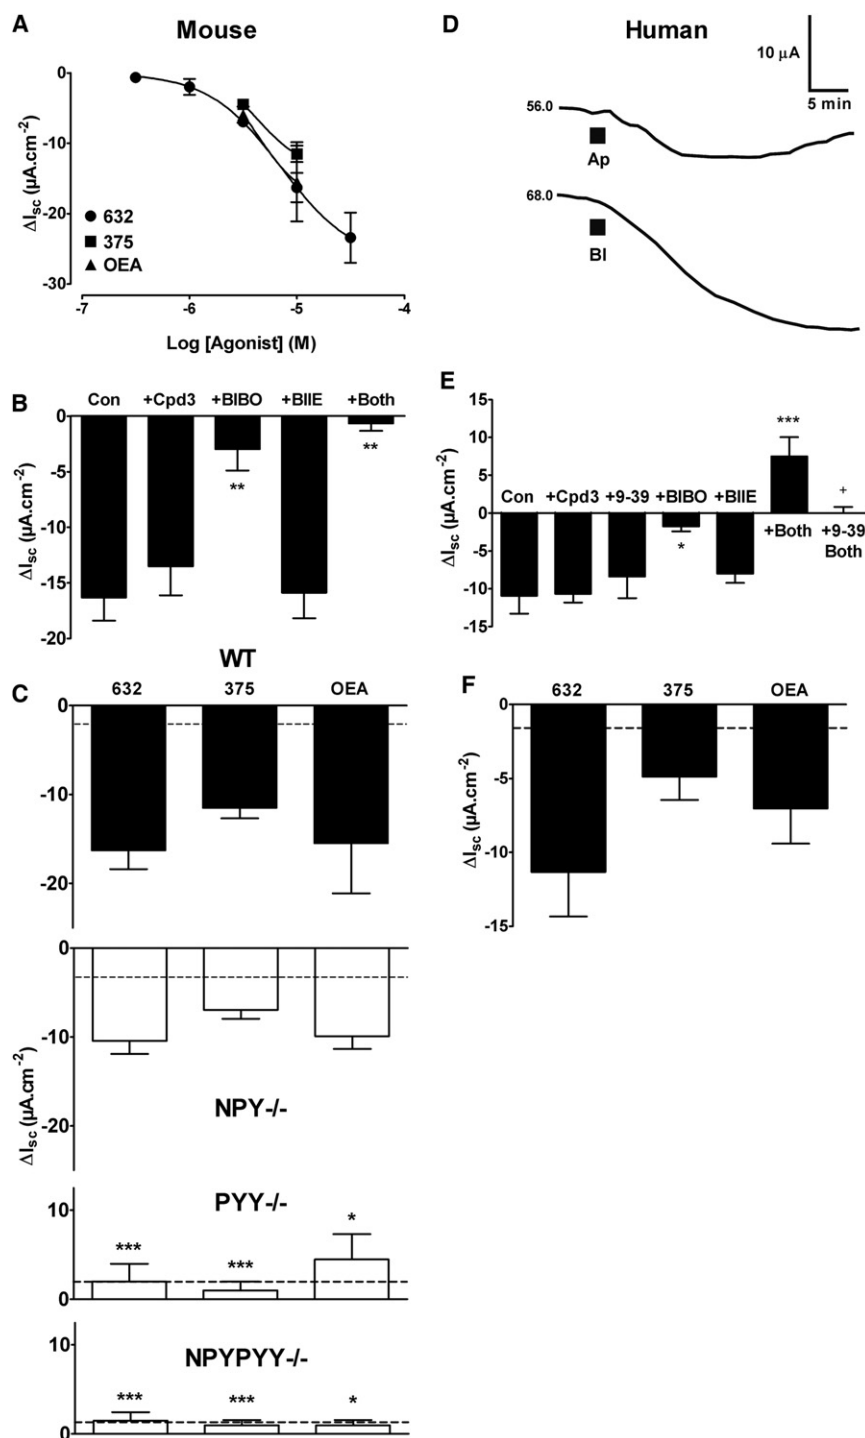 A
Mouse
0
-10
-20
-30
ΔIsc (µA.cm-2)
632
375
OEA
-7 -6 -5 -4
Log [Agonist] (M)
D
Human
10 µA
5 min
56.0
Ap
68.0
Bl
B
Con +Cpd3 +BIBO +BIIE +Both
0
-5
-10
-15
-20
ΔIsc (µA.cm-2)
** **
E
15
10
5
0
-5
-10
-15
ΔIsc (µA.cm-2)
Con +Cpd3 +9-39 +BIBO +BIIE
***
+
+Both +9-39
Both
*
C
WT
632 375 OEA
0
-10
-20
0
-10
-20
ΔIsc (µA.cm-2)
NPY-/-
PYY-/-
10
0
*** *** *
NPYPYY-/-
10
0
*** *** *
F
632 375 OEA
0
-5
-10
-15
ΔIsc (µA.cm-2)